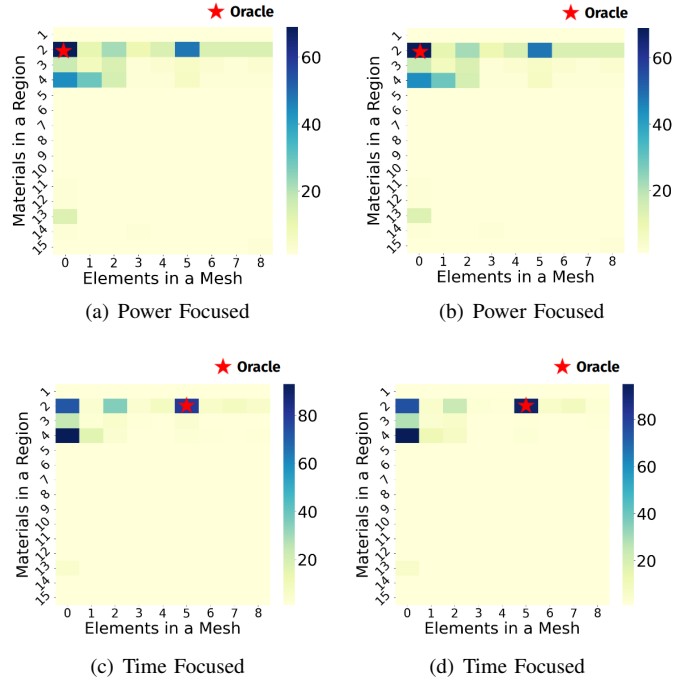 Oracle Oracle
1 2 3 4 5 6 7 8 9 10 11 12 13 14 15
Materials in a Region
0 1 2 3 4 5 6 7 8
Elements in a Mesh
60
40
20
(a) Power Focused
1 2 3 4 5 6 7 8 9 10 11 12 13 14 15
Materials in a Region
0 1 2 3 4 5 6 7 8
Elements in a Mesh
60
40
20
(b) Power Focused
Oracle Oracle
1 2 3 4 5 6 7 8 9 10 11 12 13 14 15
Materials in a Region
0 1 2 3 4 5 6 7 8
Elements in a Mesh
80
60
40
20
(c) Time Focused
1 2 3 4 5 6 7 8 9 10 11 12 13 14 15
Materials in a Region
0 1 2 3 4 5 6 7 8
Elements in a Mesh
80
60
40
20
(d) Time Focused